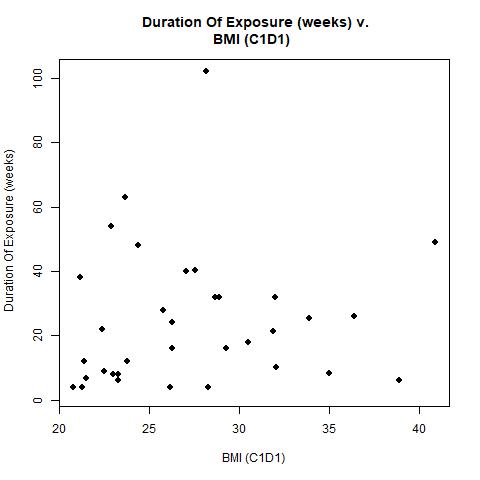 Duration Of Exposure (weeks) v.
BMI (C1D1)
Duration Of Exposure (weeks)
100
80
60
40
20
0
20 25 30 35 40
BMI (C1D1)